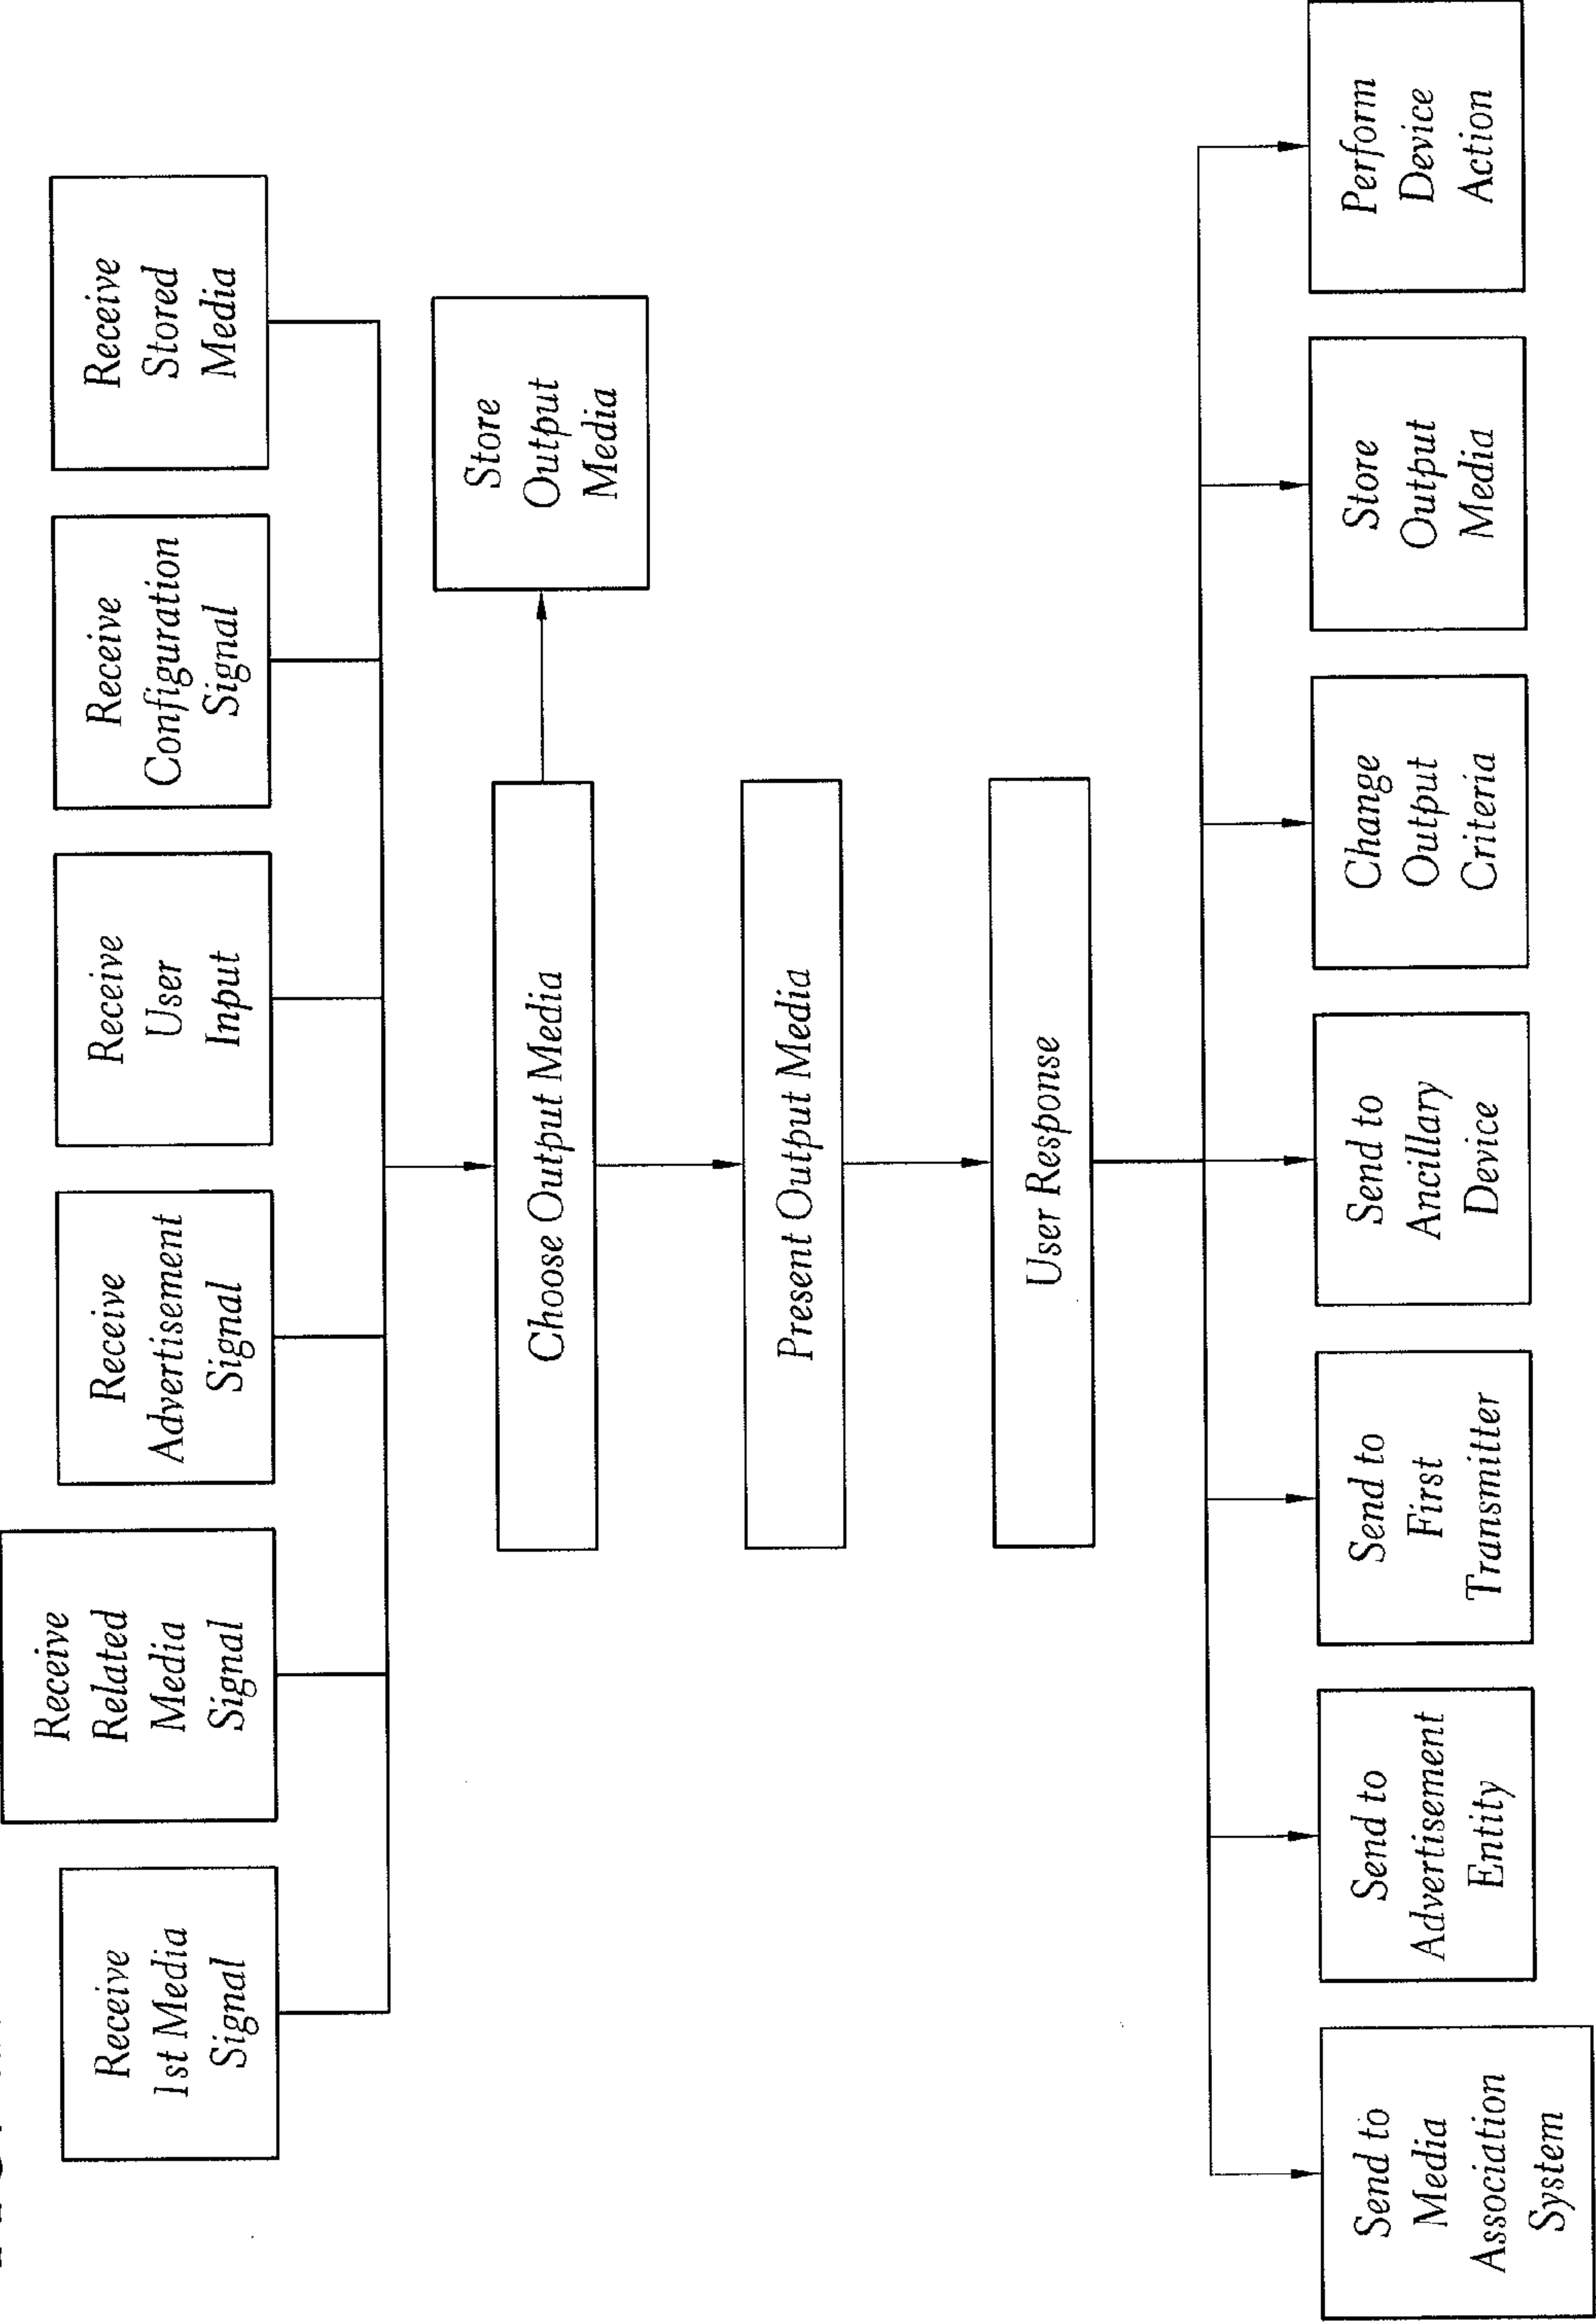 Receive
1st Media
Signal
Receive
Related
Media
Signal
Receive
Advertisement
Signal
Receive
User
Input
Receive
Configuration
Signal
Receive
Stored
Media
Choose Output Media
Store
Output
Media
Present Output Media
User Response
Send to
Media
Association
System
Send to
Advertisement
Entity
Send to
First
Transmitter
Send to
Ancillary
Device
Change
Output
Criteria
Store
Output
Media
Perform
Device
Action